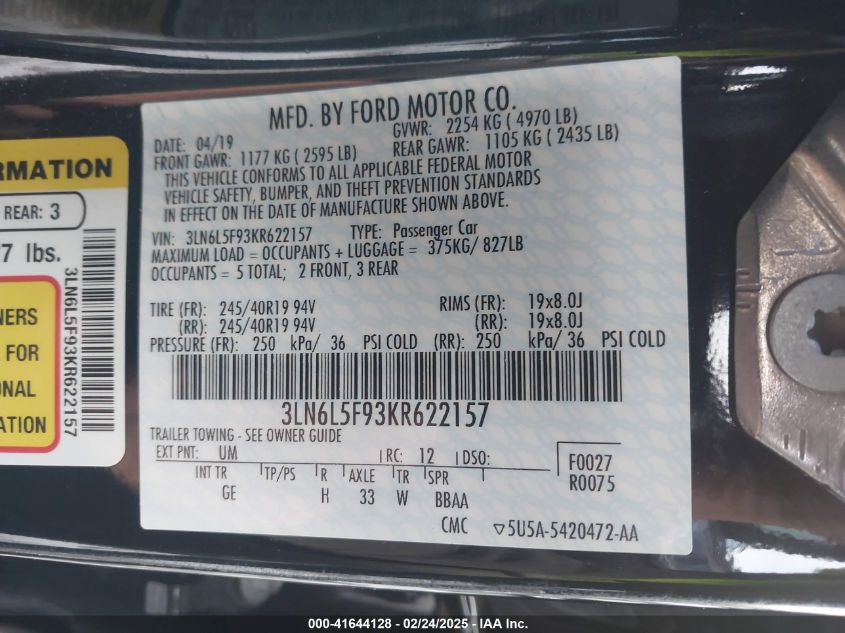 MFD. BY FORD MOTOR CO.
DATE: 04/19 GVWR: 2254 KG ( 4970 LB)
FRONT GAWR: 1177 KG ( 2595 LB) REAR GAWR: 1105 KG ( 2435 LB)
THIS VEHICLE CONFORMS TO ALL APPLICABLE FEDERAL MOTOR
VEHICLE SAFETY, BUMPER, AND THEFT PREVENTION STANDARDS
IN EFFECT ON THE DATE OF MANUFACTURE SHOWN ABOVE.
VIN: 3LN6L5F93KR622157 TYPE: Passenger Car
MAXIMUM LOAD = OCCUPANTS + LUGGAGE = 375KG/ 827LB
OCCUPANTS = 5 TOTAL; 2 FRONT, 3 REAR
TIRE (FR): 245/40R19 94V RIMS (FR): 19x8.0J
(RR): 245/40R19 94V (RR): 19x8.0J
PRESSURE (FR): 250 kPa/ 36 PSI COLD (RR): 250 kPa/ 36 PSI COLD
3LN6L5F93KR622157
TRAILER TOWING - SEE OWNER GUIDE
EXT PNT: UM RC: 12 DSO: F0027
INT TR TP/PS R AXLE TR SPR R0075
GE H 33 W BBAA
CMC ▽5U5A-5420472-AA
RMATION
REAR: 3
7 lbs.
NERS
FOR
ONAL
ATION
3LN6L5F93KR622157
000-41644128 - 02/24/2025 - IAA Inc.